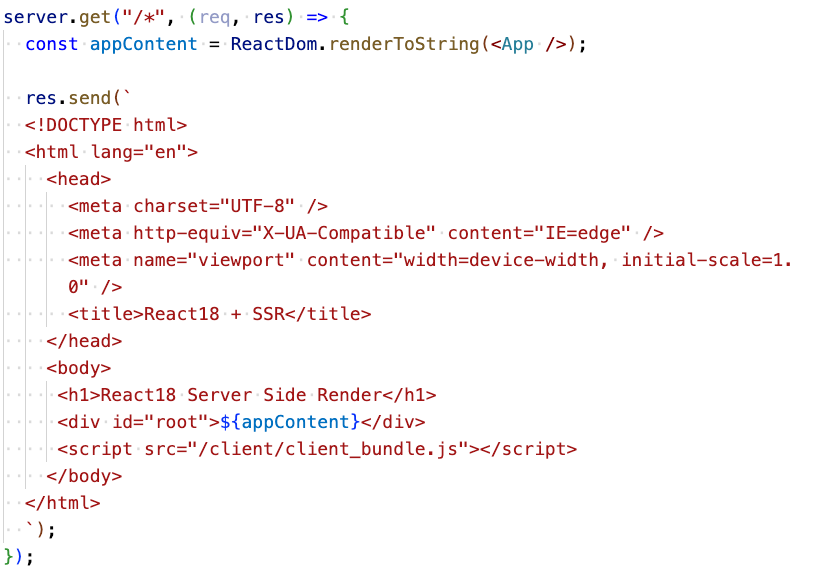 server.get("/*", (req, res) => {
  const appContent = ReactDom.renderToString(<App />);

  res.send(`
  <!DOCTYPE html>
  <html lang="en">
    <head>
      <meta charset="UTF-8" />
      <meta http-equiv="X-UA-Compatible" content="IE=edge" />
      <meta name="viewport" content="width=device-width, initial-scale=1.
      0" />
      <title>React18 + SSR</title>
    </head>
    <body>
     <h1>React18 Server Side Render</h1>
     <div id="root">${appContent}</div>
     <script src="/client/client_bundle.js"></script>
    </body>
  </html>
  `);
});